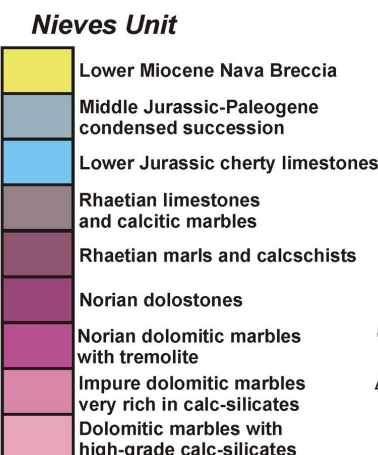 Nieves Unit
Lower Miocene Nava Breccia
Middle Jurassic-Paleogene
condensed succession
Lower Jurassic cherty limestones
Rhaetian limestones
and calcitic marbles
Rhaetian marls and calcschists
Norian dolostones
Norian dolomitic marbles
with tremolite
Impure dolomitic marbles
very rich in calc-silicates
Dolomitic marbles with
high-grade calc-silicates